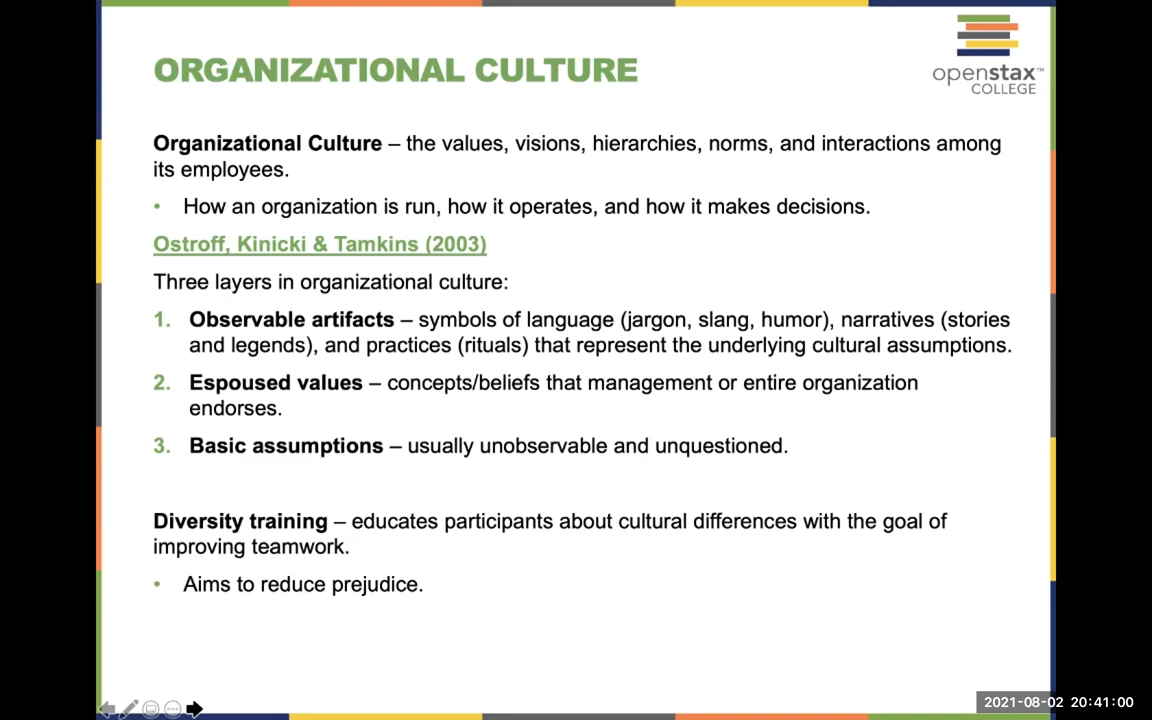 ORGANIZATIONAL CULTURE
openstax™
COLLEGE
Organizational Culture – the values, visions, hierarchies, norms, and interactions among
its employees.
• How an organization is run, how it operates, and how it makes decisions.
Ostroff, Kinicki & Tamkins (2003)
Three layers in organizational culture:
1. Observable artifacts – symbols of language (jargon, slang, humor), narratives (stories
and legends), and practices (rituals) that represent the underlying cultural assumptions.
2. Espoused values – concepts/beliefs that management or entire organization
endorses.
3. Basic assumptions – usually unobservable and unquestioned.
Diversity training – educates participants about cultural differences with the goal of
improving teamwork.
• Aims to reduce prejudice.
2021-08-02 20:41:00